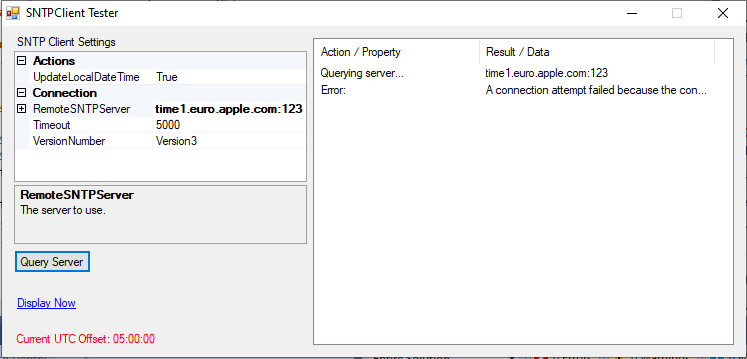 SNTPClient Tester
SNTP Client Settings
Actions
UpdateLocalDateTime True
Connection
RemoteSNTPServer time1.euro.apple.com:123
Timeout 5000
VersionNumber Version3
RemoteSNTPServer
The server to use.
Query Server
Display Now
Current UTC Offset: 05:00:00
Action / Property Result / Data
Querying server... time1.euro.apple.com:123
Error: A connection attempt failed because the con...